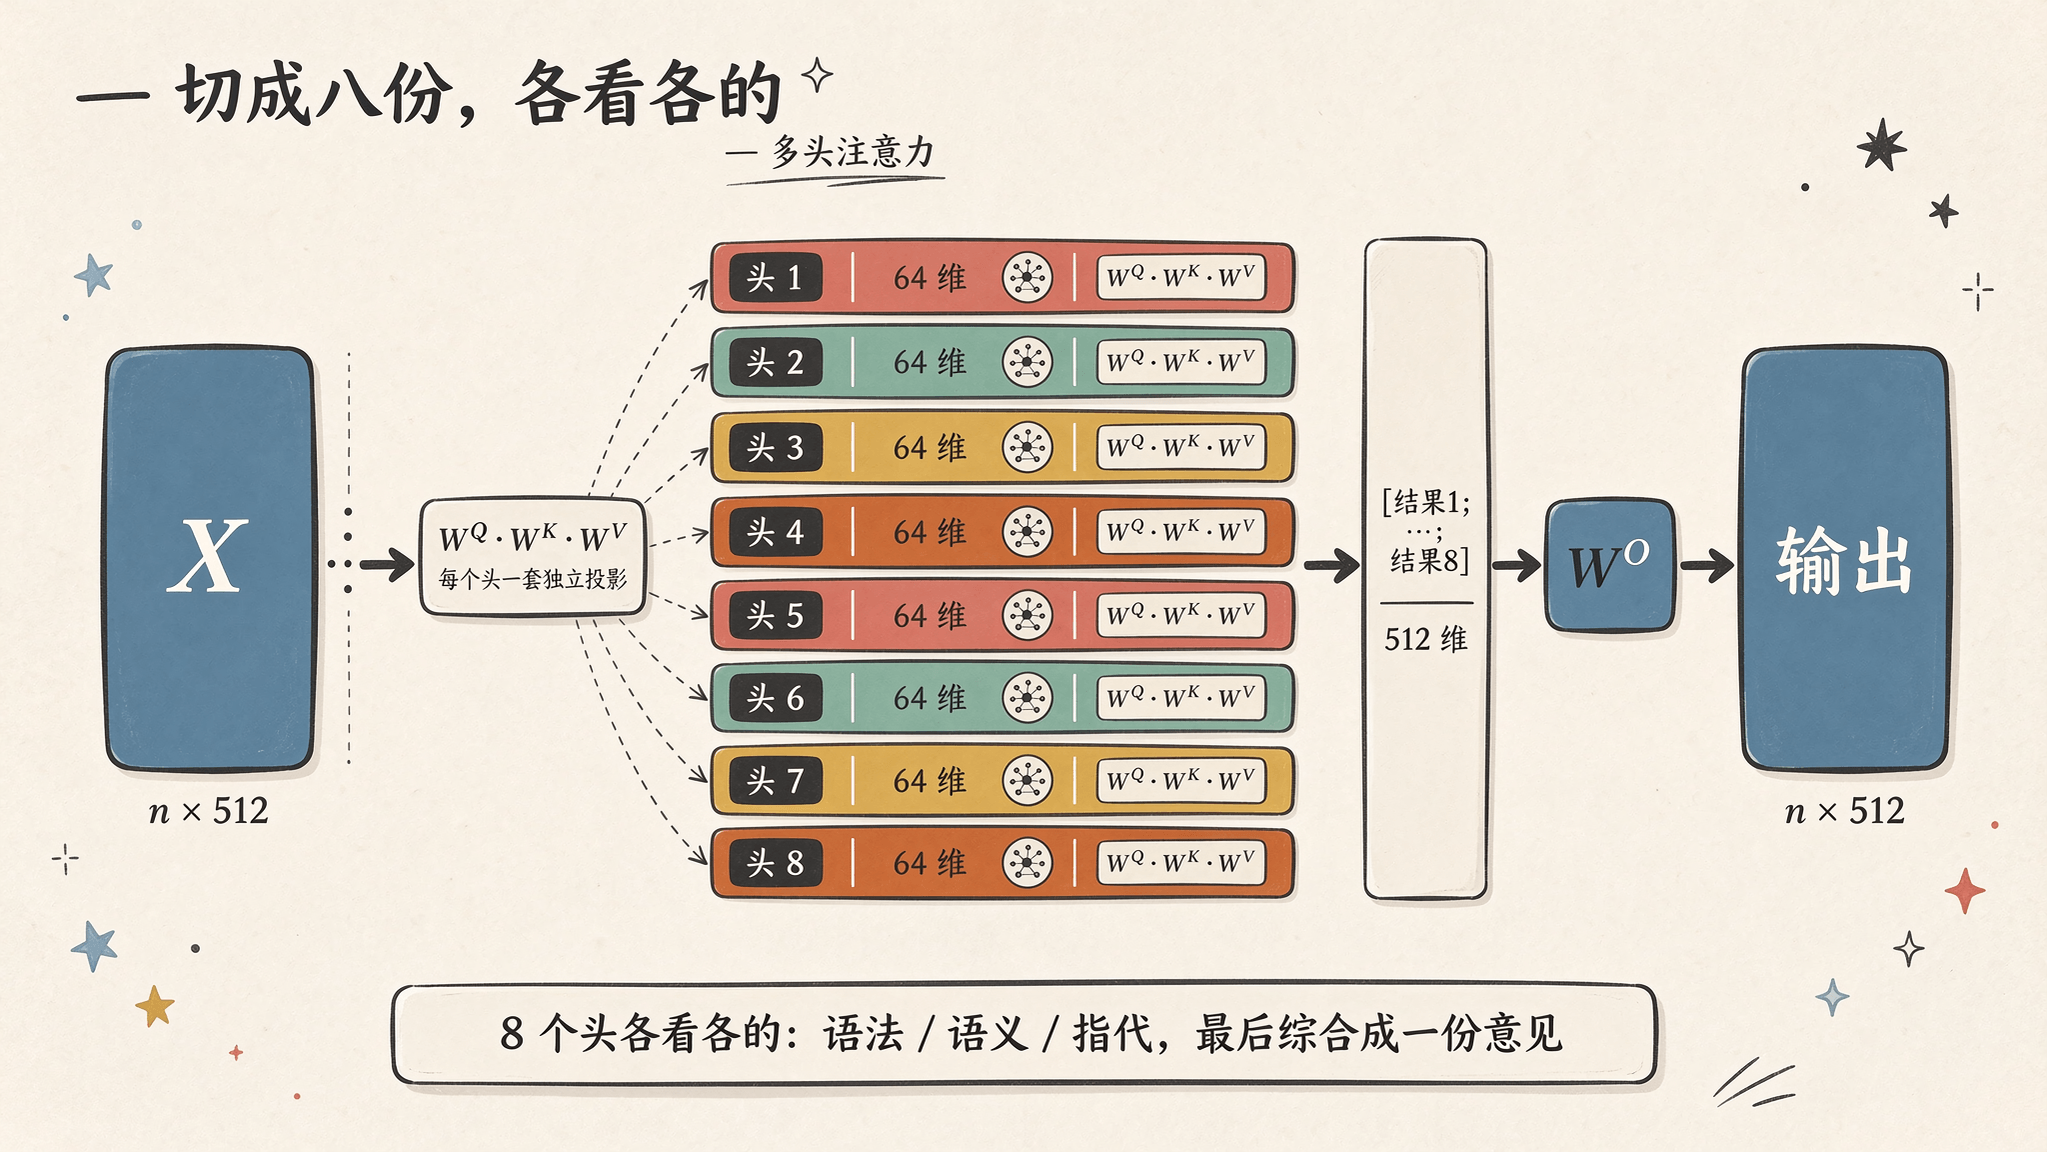 — 切成八份，各看各的
— 多头注意力
X
n × 512
W^Q · W^K · W^V
每个头一套独立投影
头 1 64 维 W^Q · W^K · W^V
头 2 64 维 W^Q · W^K · W^V
头 3 64 维 W^Q · W^K · W^V
头 4 64 维 W^Q · W^K · W^V
头 5 64 维 W^Q · W^K · W^V
头 6 64 维 W^Q · W^K · W^V
头 7 64 维 W^Q · W^K · W^V
头 8 64 维 W^Q · W^K · W^V
[结果1;
…;
结果8]
512 维
W^O
输出
n × 512
8 个头各看各的：语法 / 语义 / 指代，最后综合成一份意见